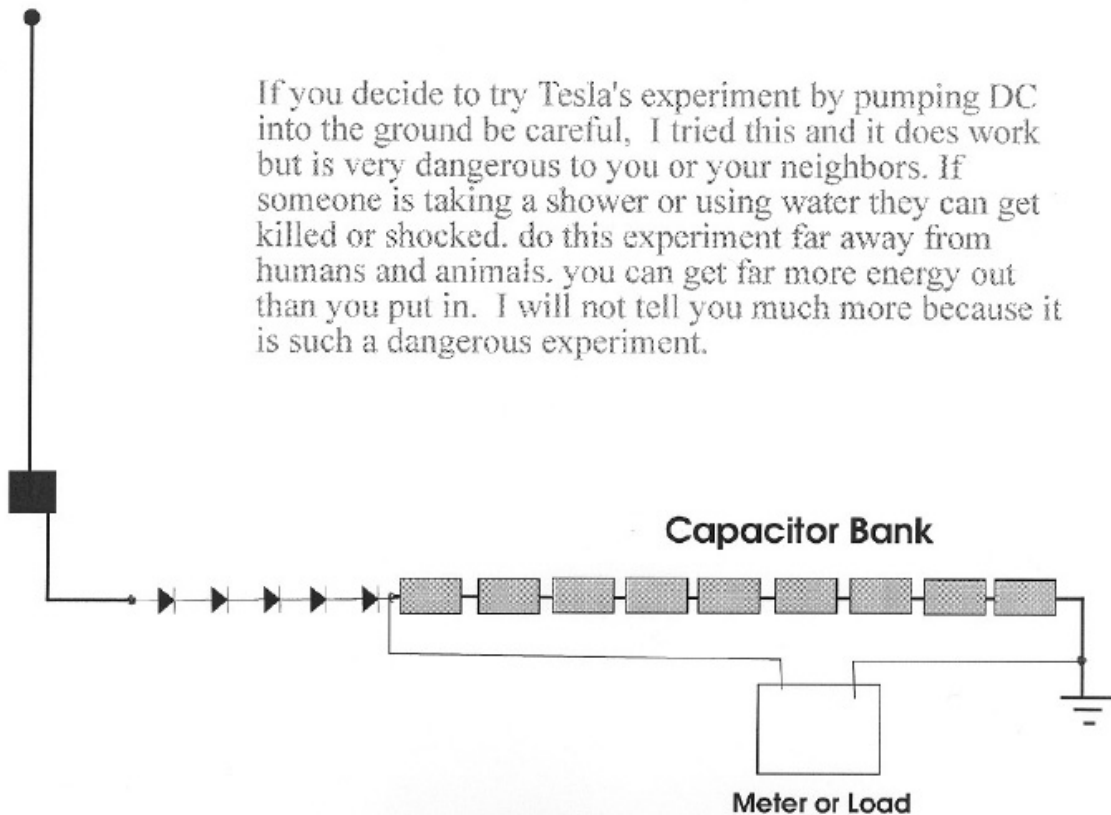 If you decide to try Tesla's experiment by pumping DC
into the ground be careful, I tried this and it does work
but is very dangerous to you or your neighbors. If
someone is taking a shower or using water they can get
killed or shocked. do this experiment far away from
humans and animals. you can get far more energy out
than you put in. I will not tell you much more because it
is such a dangerous experiment.
Capacitor Bank
Meter or Load